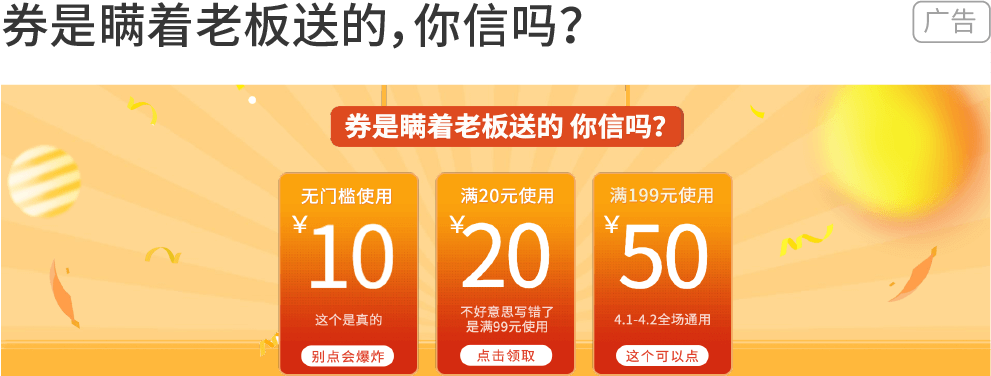 券是瞒着老板送的，你信吗？
广告
券是瞒着老板送的 你信吗？
无门槛使用
¥10
这个是真的
别点会爆炸
满20元使用
¥20
不好意思写错了
是满99元使用
点击领取
满199元使用
¥50
4.1-4.2全场通用
这个可以点